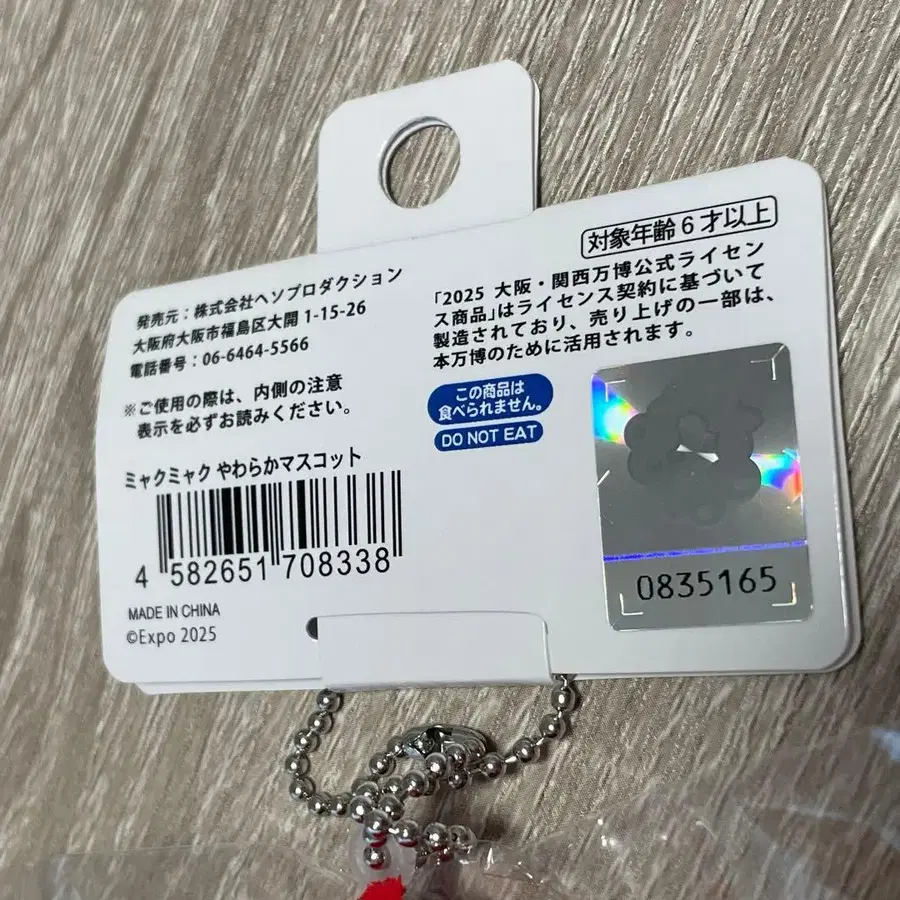 発売元：株式会社ヘソプロダクション
大阪府大阪市福島区大開 1-15-26
電話番号：06-6464-5566
※ご使用の際は、内側の注意
表示を必ずお読みください。
ミャクミャク やわらかマスコット
4 582651 708338
MADE IN CHINA
©Expo 2025
対象年齢6才以上
「2025 大阪・関西万博公式ライセン
ス商品」はライセンス契約に基づいて
製造されており、売り上げの一部は、
本万博のために活用されます。
この商品は
食べられません。
DO NOT EAT
0835165